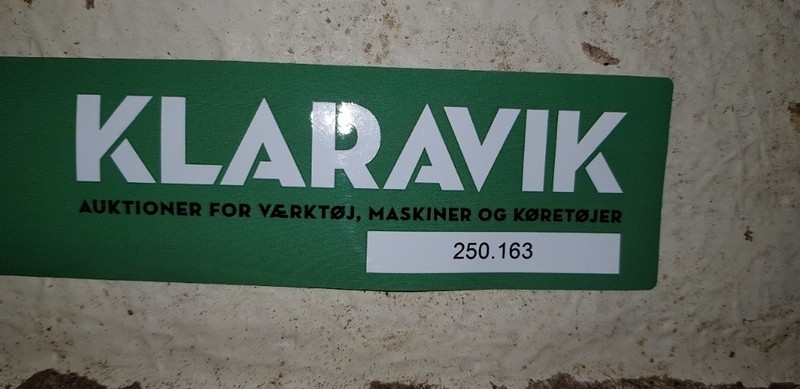 KLARAVIK
AUKTIONER FOR VÆRKTØJ, MASKINER OG KØRETØJER
250.163